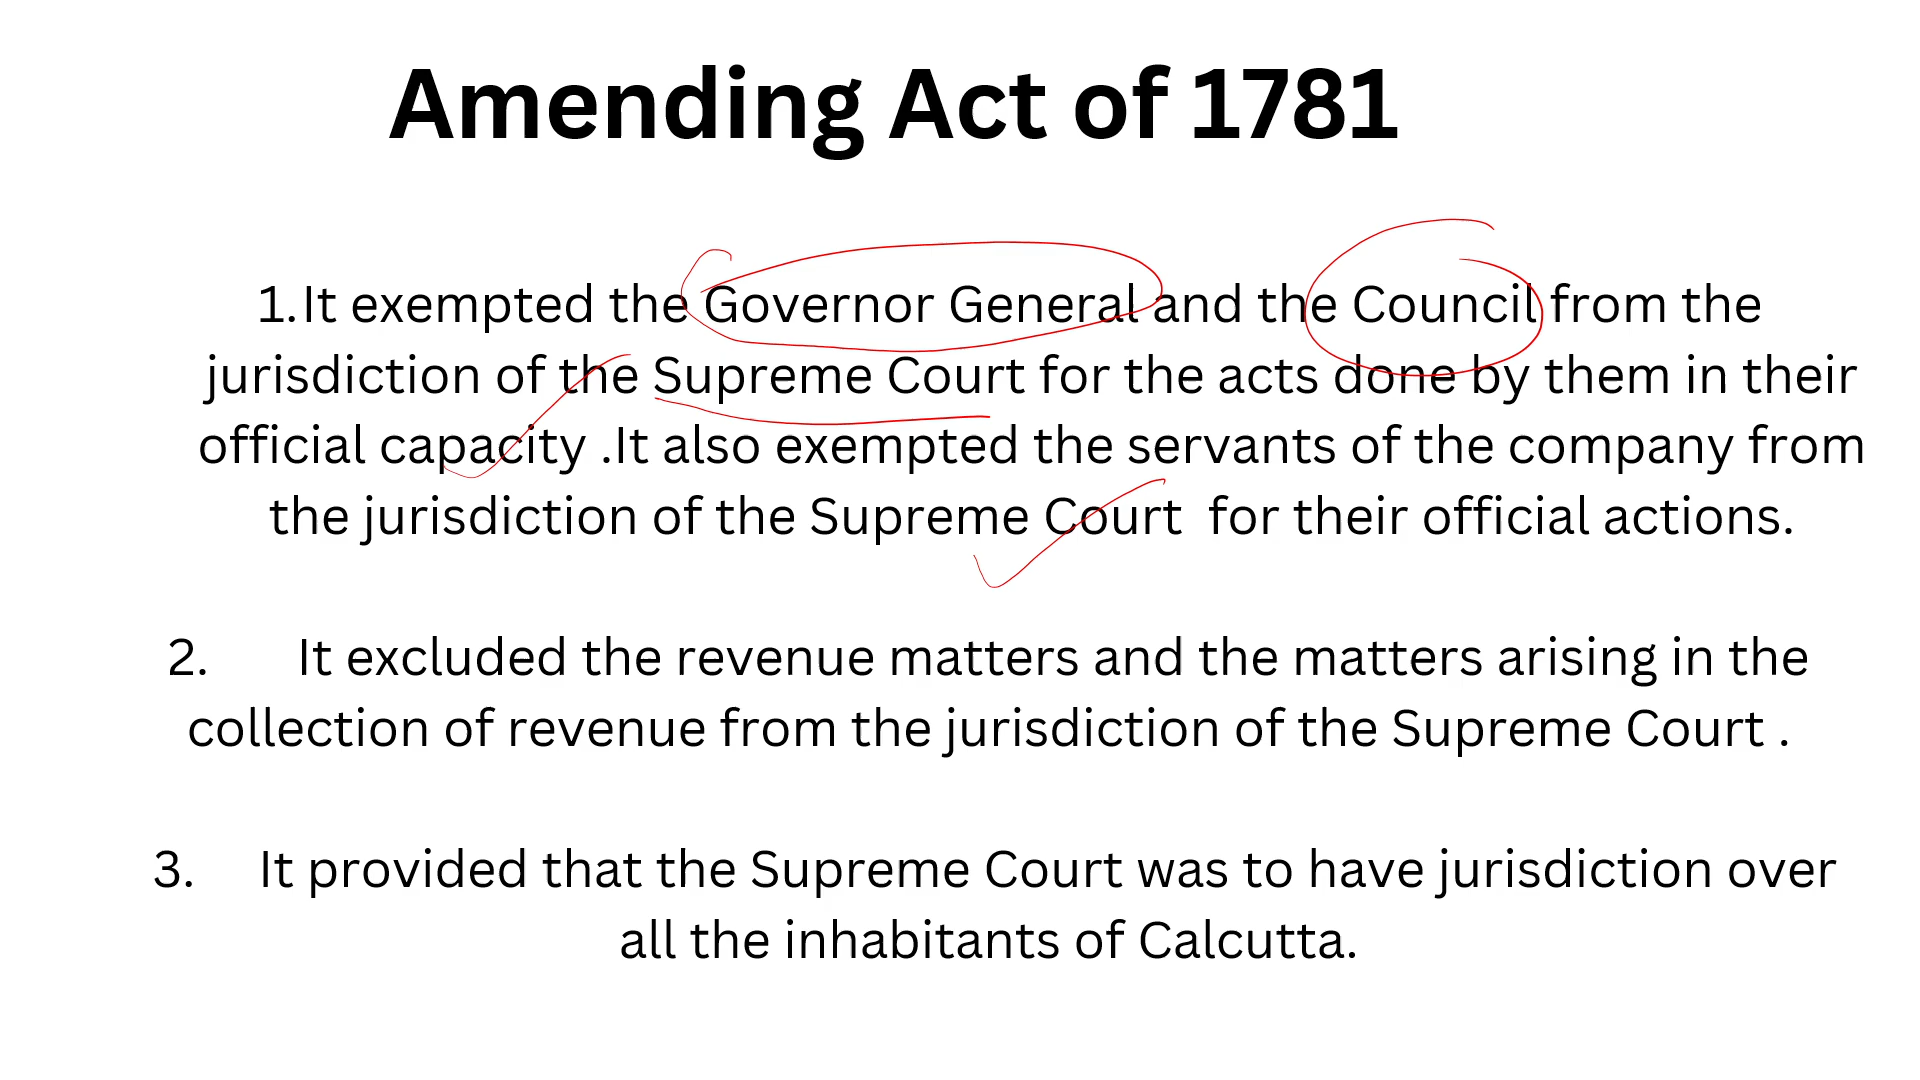 Amending Act of 1781
1.It exempted the Governor General and the Council from the
jurisdiction of the Supreme Court for the acts done by them in their
official capacity .It also exempted the servants of the company from
the jurisdiction of the Supreme Court  for their official actions.
2. It excluded the revenue matters and the matters arising in the
collection of revenue from the jurisdiction of the Supreme Court .
3. It provided that the Supreme Court was to have jurisdiction over
all the inhabitants of Calcutta.